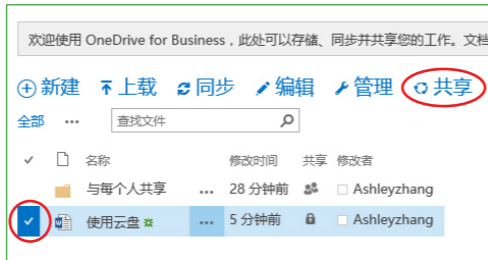 欢迎使用 OneDrive for Business，此处可以存储、同步并共享您的工作。文档
新建 上载 同步 编辑 管理 共享
全部 ... 查找文件
名称 修改时间 共享 修改者
与每个人共享 ... 28 分钟前 Ashleyzhang
使用云盘 ... 5 分钟前 Ashleyzhang